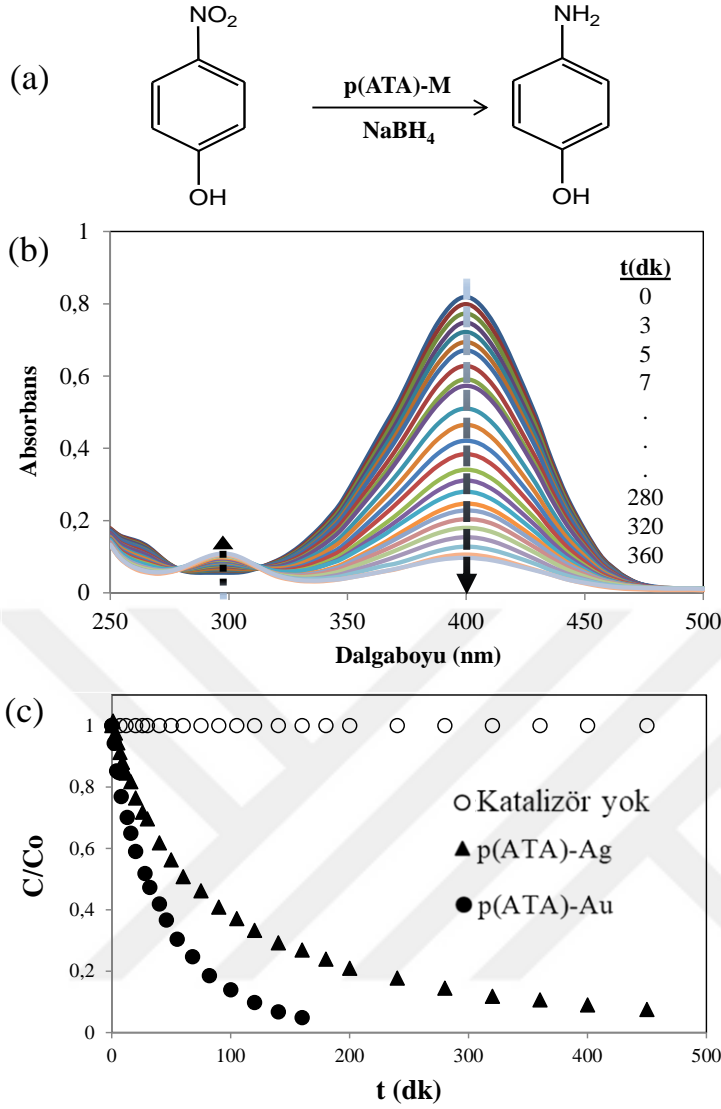 (a)
NO₂
OH
p(ATA)-M
NaBH₄
NH₂
OH
(b)
Absorbans
1
0,8
0,6
0,4
0,2
0
250
300
350
400
450
500
Dalgaboyu (nm)
t(dk)
0
3
5
7
.
.
.
280
320
360
(c)
C/Co
1
0,8
0,6
0,4
0,2
0
Katalizör yok
p(ATA)-Ag
p(ATA)-Au
0
100
200
300
400
500
t (dk)